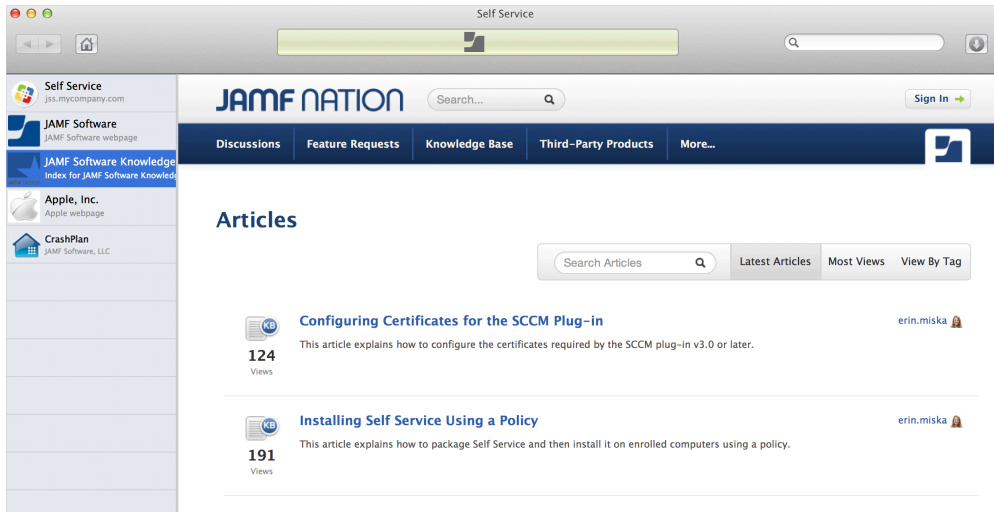 Self Service
Self Service
jss.mycompany.com
JAMF Software
JAMF Software webpage
JAMF Software Knowledge
Index for JAMF Software Knowledg
Apple, Inc.
Apple webpage
CrashPlan
JAMF Software, LLC
JAMF NATION
Search...
Sign In
Discussions
Feature Requests
Knowledge Base
Third-Party Products
More...
Articles
Search Articles
Latest Articles
Most Views
View By Tag
KB
Configuring Certificates for the SCCM Plug-in
erin.miska
This article explains how to configure the certificates required by the SCCM plug-in v3.0 or later.
124
Views
KB
Installing Self Service Using a Policy
erin.miska
This article explains how to package Self Service and then install it on enrolled computers using a policy.
191
Views